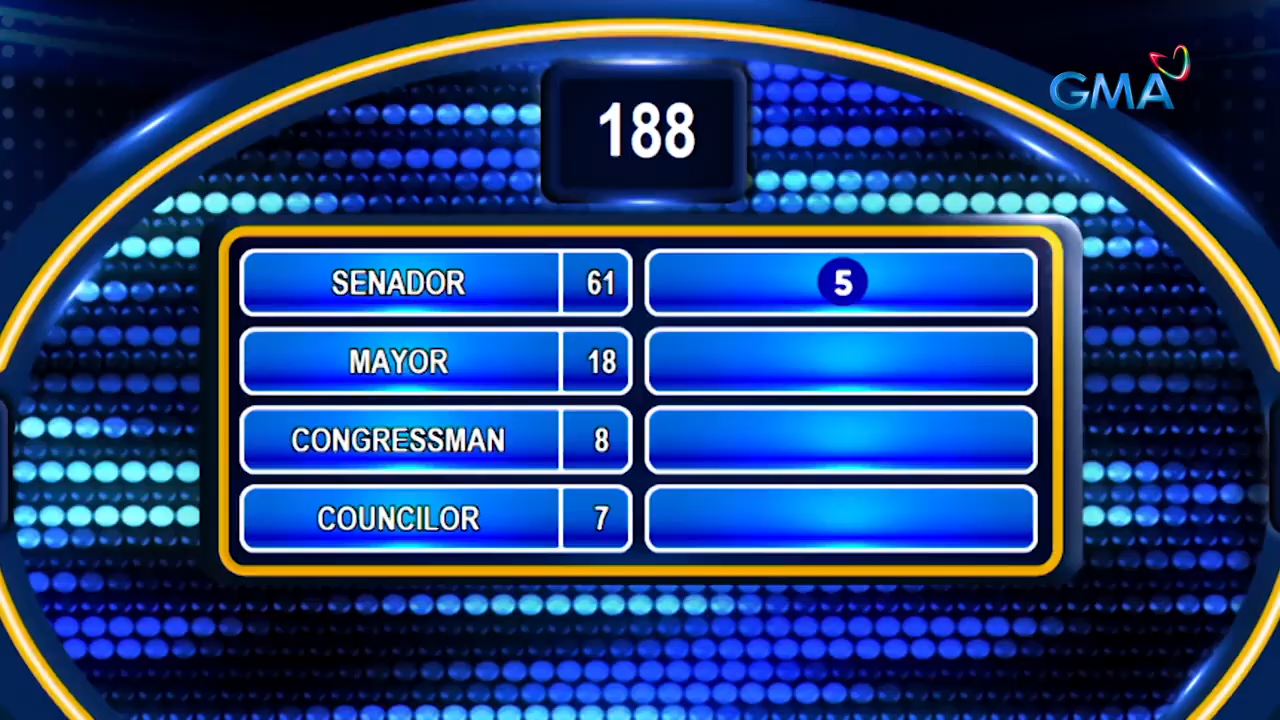 GMA
188
SENADOR 61
5
MAYOR 18
CONGRESSMAN 8
COUNCILOR 7